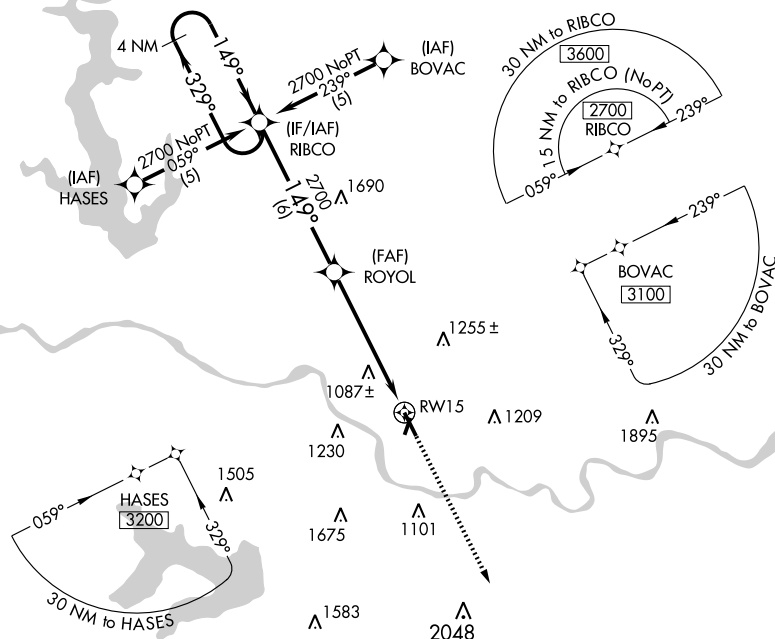 4 NM
149°
329°
(IAF)
BOVAC
2700 NoPT
239°
(5)
(IF/IAF)
RIBCO
2700 NoPT
059°
(5)
(IAF)
HASES
2700
149°
(6)
1690
(FAF)
ROYOL
30 NM to RIBCO
3600
15 NM to RIBCO (NoPT)
2700
RIBCO
059°
239°
239°
BOVAC
3100
329°
30 NM to BOVAC
1255 ±
1087±
RW15
1230
1209
1895
1505
059°
HASES
3200
329°
30 NM to HASES
1675
1101
1583
2048